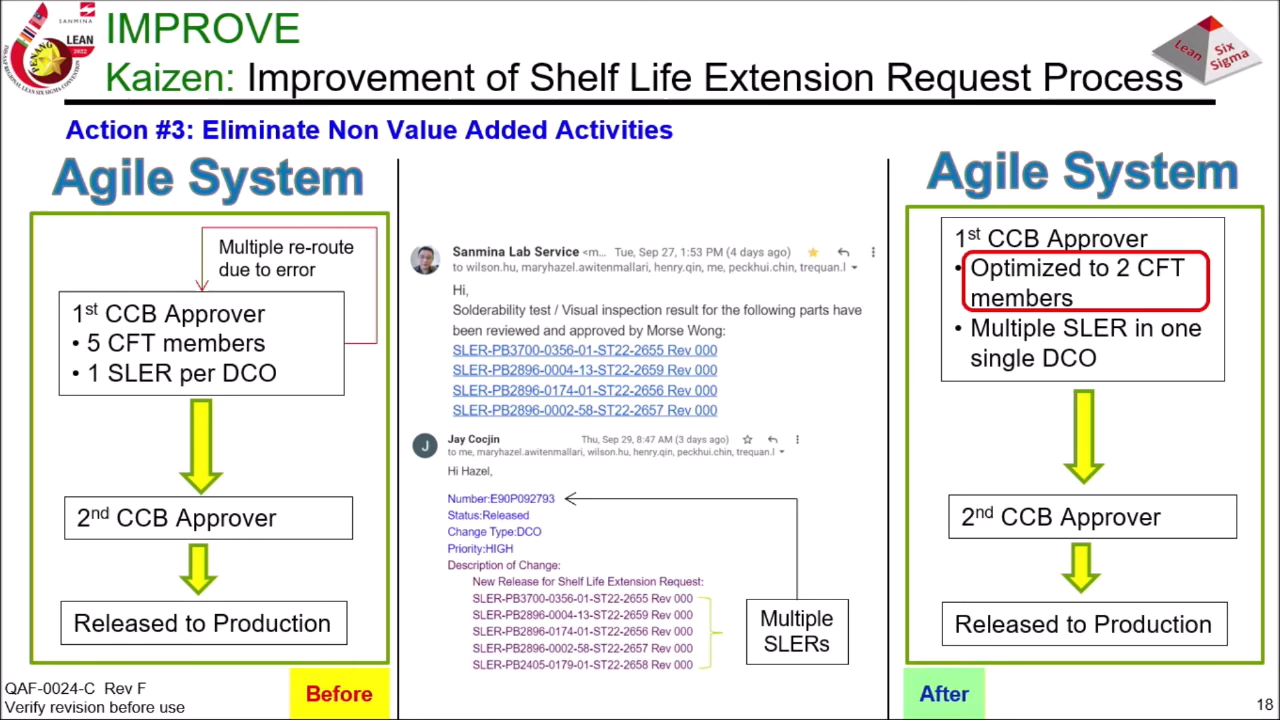 SANMINA
LEAN
2022
PENANG
IMPROVE
Kaizen: Improvement of Shelf Life Extension Request Process
Lean
Six
Sigma
Action #3: Eliminate Non Value Added Activities
Agile System
Multiple re-route
due to error
1st CCB Approver
• 5 CFT members
• 1 SLER per DCO
2nd CCB Approver
Released to Production
Before
Sanmina Lab Service <m... Tue, Sep 27, 1:53 PM (4 days ago)
to wilson.hu, maryhazel.awitenmallari, henry.qin, me, peckhui.chin, trequan.l
Hi,
Solderability test / Visual inspection result for the following parts have
been reviewed and approved by Morse Wong:
SLER-PB3700-0356-01-ST22-2655 Rev 000
SLER-PB2896-0004-13-ST22-2659 Rev 000
SLER-PB2896-0174-01-ST22-2656 Rev 000
SLER-PB2896-0002-58-ST22-2657 Rev 000
J
Jay Cocjin Thu, Sep 29, 8:47 AM (3 days ago)
to me, maryhazel.awitenmallari, wilson.hu, henry.qin, peckhui.chin, trequan.l
Hi Hazel,
Number:E90P092793
Status:Released
Change Type:DCO
Priority:HIGH
Description of Change:
New Release for Shelf Life Extension Request:
SLER-PB3700-0356-01-ST22-2655 Rev 000
SLER-PB2896-0004-13-ST22-2659 Rev 000
SLER-PB2896-0174-01-ST22-2656 Rev 000
SLER-PB2896-0002-58-ST22-2657 Rev 000
SLER-PB2405-0179-01-ST22-2658 Rev 000
Multiple
SLERs
Agile System
1st CCB Approver
• Optimized to 2 CFT
members
• Multiple SLER in one
single DCO
2nd CCB Approver
Released to Production
After
QAF-0024-C Rev F
Verify revision before use
18